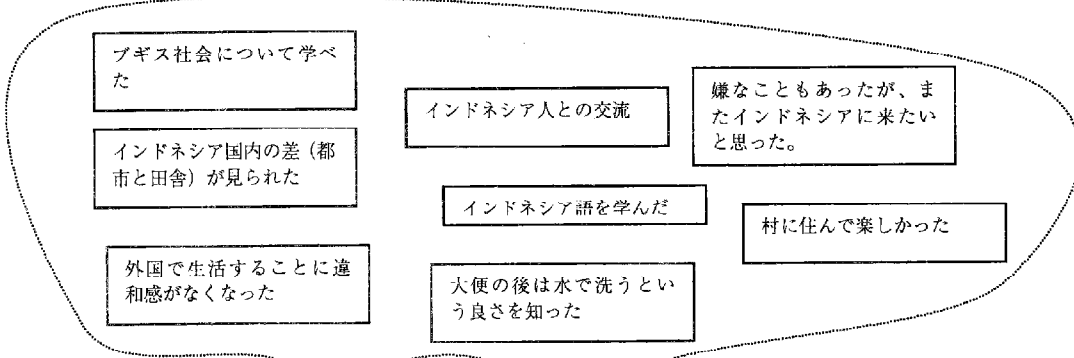 ブギス社会について学べ
た
インドネシア国内の差（都
市と田舎）が見られた
外国で生活することに違
和感がなくなった
インドネシア人との交流
インドネシア語を学んだ
大便の後は水で洗うとい
う良さを知った
嫌なこともあったが、ま
たインドネシアに来たい
と思った。
村に住んで楽しかった